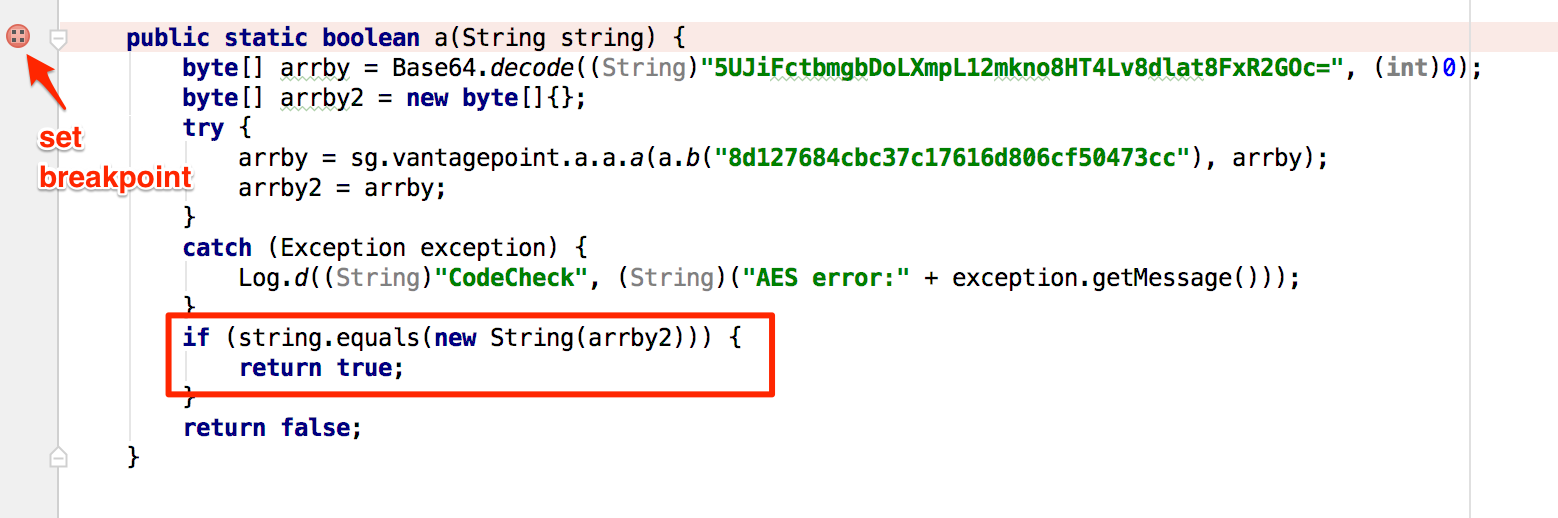 public static boolean a(String string) {
byte[] arrby = Base64.decode((String)"5UJiFctbmgbDoLXmpL12mkno8HT4Lv8dlat8FxR2GOc=", (int)0);
byte[] arrby2 = new byte[]{};
try {
arrby = sg.vantagepoint.a.a.a(a.b("8d127684cbc37c17616d806cf50473cc"), arrby);
arrby2 = arrby;
}
catch (Exception exception) {
Log.d((String)"CodeCheck", (String)("AES error:" + exception.getMessage()));
}
if (string.equals(new String(arrby2))) {
return true;
}
return false;
}
set
breakpoint